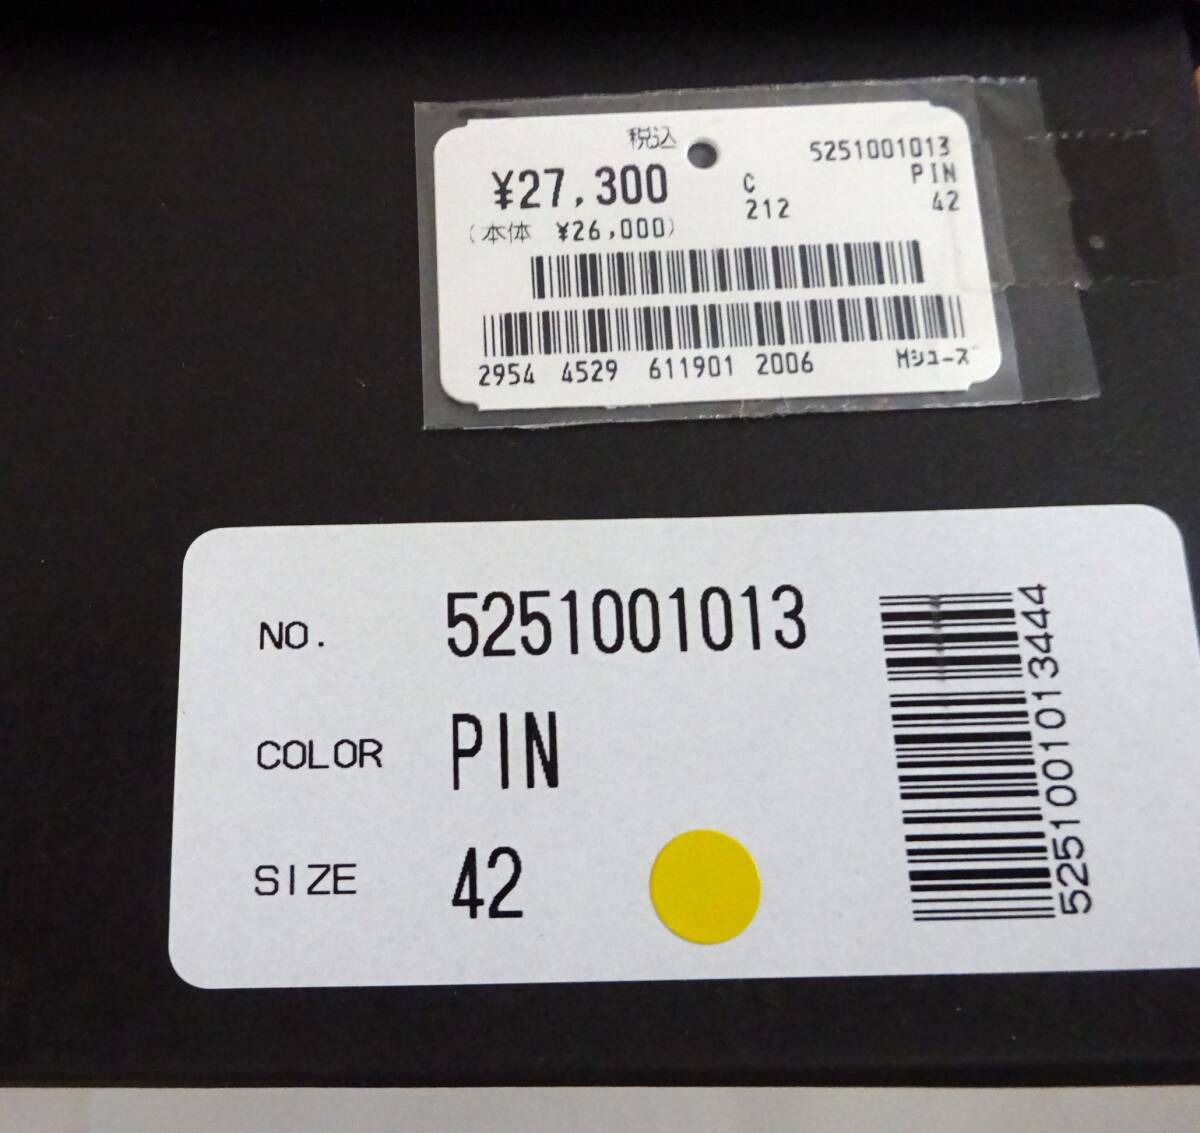 税込
¥27,300
(本体 ¥26,000)
C
212
5251001013
PIN
42
2954 4529 611901 2006 Mシューズ
NO. 5251001013
COLOR PIN
SIZE 42
5251001013444